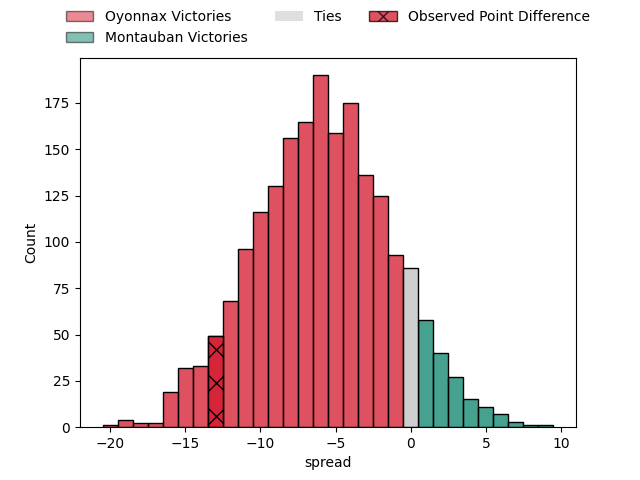 Oyonnax Victories
Montauban Victories
Ties
Observed Point Difference
Count
175
150
125
100
75
50
25
0
−20
−15
−10
−5
0
5
10
spread